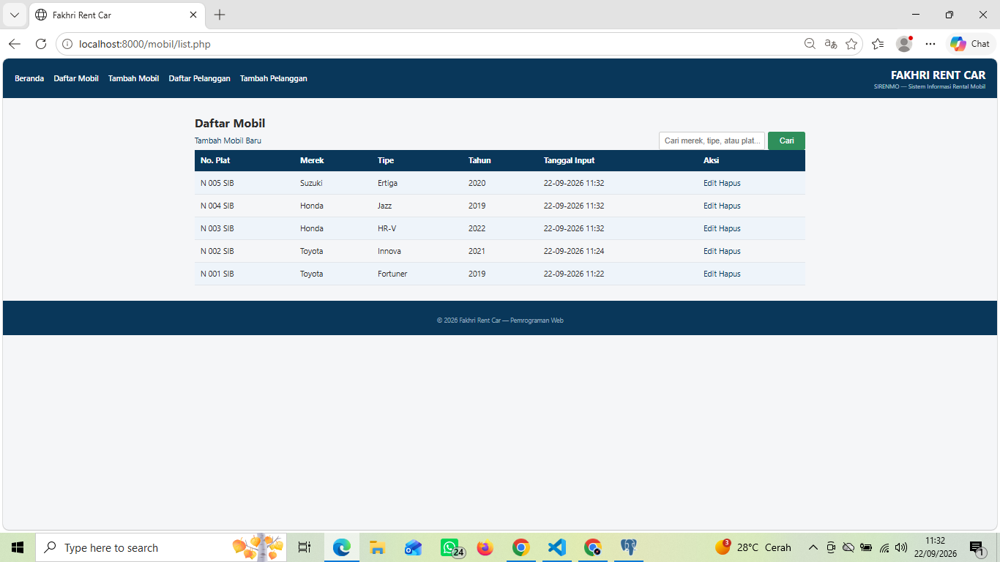 Fakhri Rent Car
localhost:8000/mobil/list.php
Chat
Beranda Daftar Mobil Tambah Mobil Daftar Pelanggan Tambah Pelanggan
FAKHRI RENT CAR
SIRENMO — Sistem Informasi Rental Mobil
Daftar Mobil
Tambah Mobil Baru
Cari merek, tipe, atau plat... Cari
No. Plat Merek Tipe Tahun Tanggal Input Aksi
N 005 SIB Suzuki Ertiga 2020 22-09-2026 11:32 Edit Hapus
N 004 SIB Honda Jazz 2019 22-09-2026 11:32 Edit Hapus
N 003 SIB Honda HR-V 2022 22-09-2026 11:32 Edit Hapus
N 002 SIB Toyota Innova 2021 22-09-2026 11:24 Edit Hapus
N 001 SIB Toyota Fortuner 2019 22-09-2026 11:22 Edit Hapus
© 2026 Fakhri Rent Car — Pemrograman Web
Type here to search
24
3
28°C Cerah
11:32
22/09/2026
1